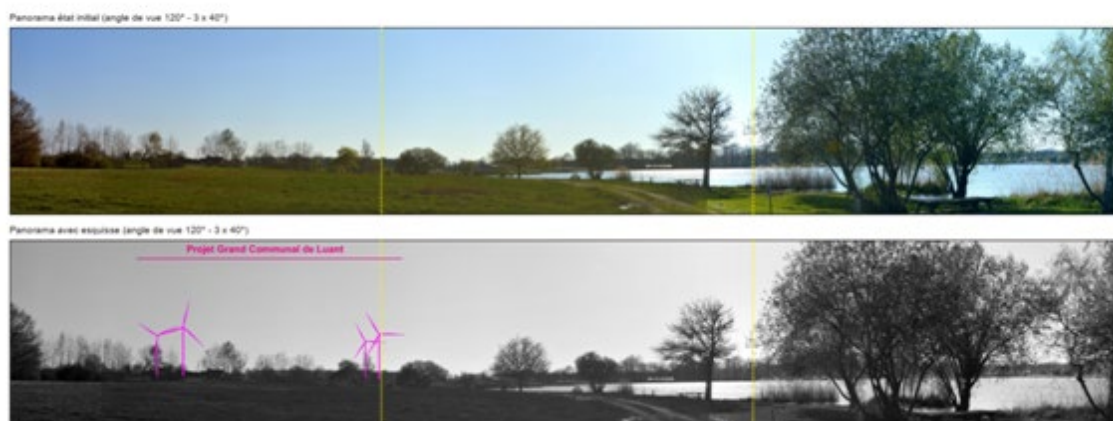 Panorama état initial (angle de vue 120° - 3 x 40°)
Panorama avec esquisse (angle de vue 120° - 3 x 40°)
Projet Grand Communal de Luant